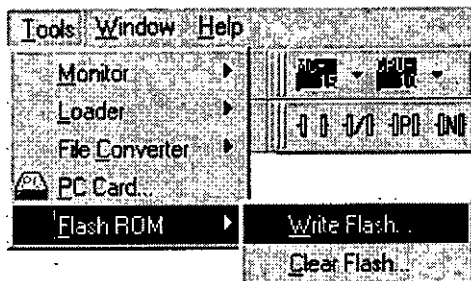 Tools Window Help
Monitor
Loader
File Converter
PC Card...
Flash ROM Write Flash...
Clear Flash...